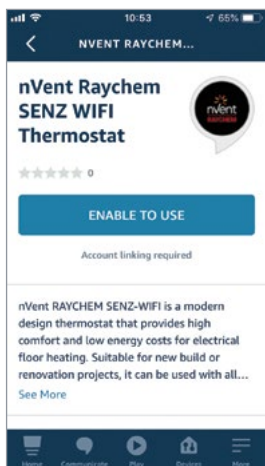 10:53
65%
NVENT RAYCHEM...
nVent Raychem
SENZ WIFI
Thermostat
nVent
RAYCHEM
0
ENABLE TO USE
Account linking required
nVent RAYCHEM SENZ-WIFI is a modern
design thermostat that provides high
comfort and low energy costs for electrical
floor heating. Suitable for new build or
renovation projects, it can be used with all...
See More
Home Communicate Play Devices More